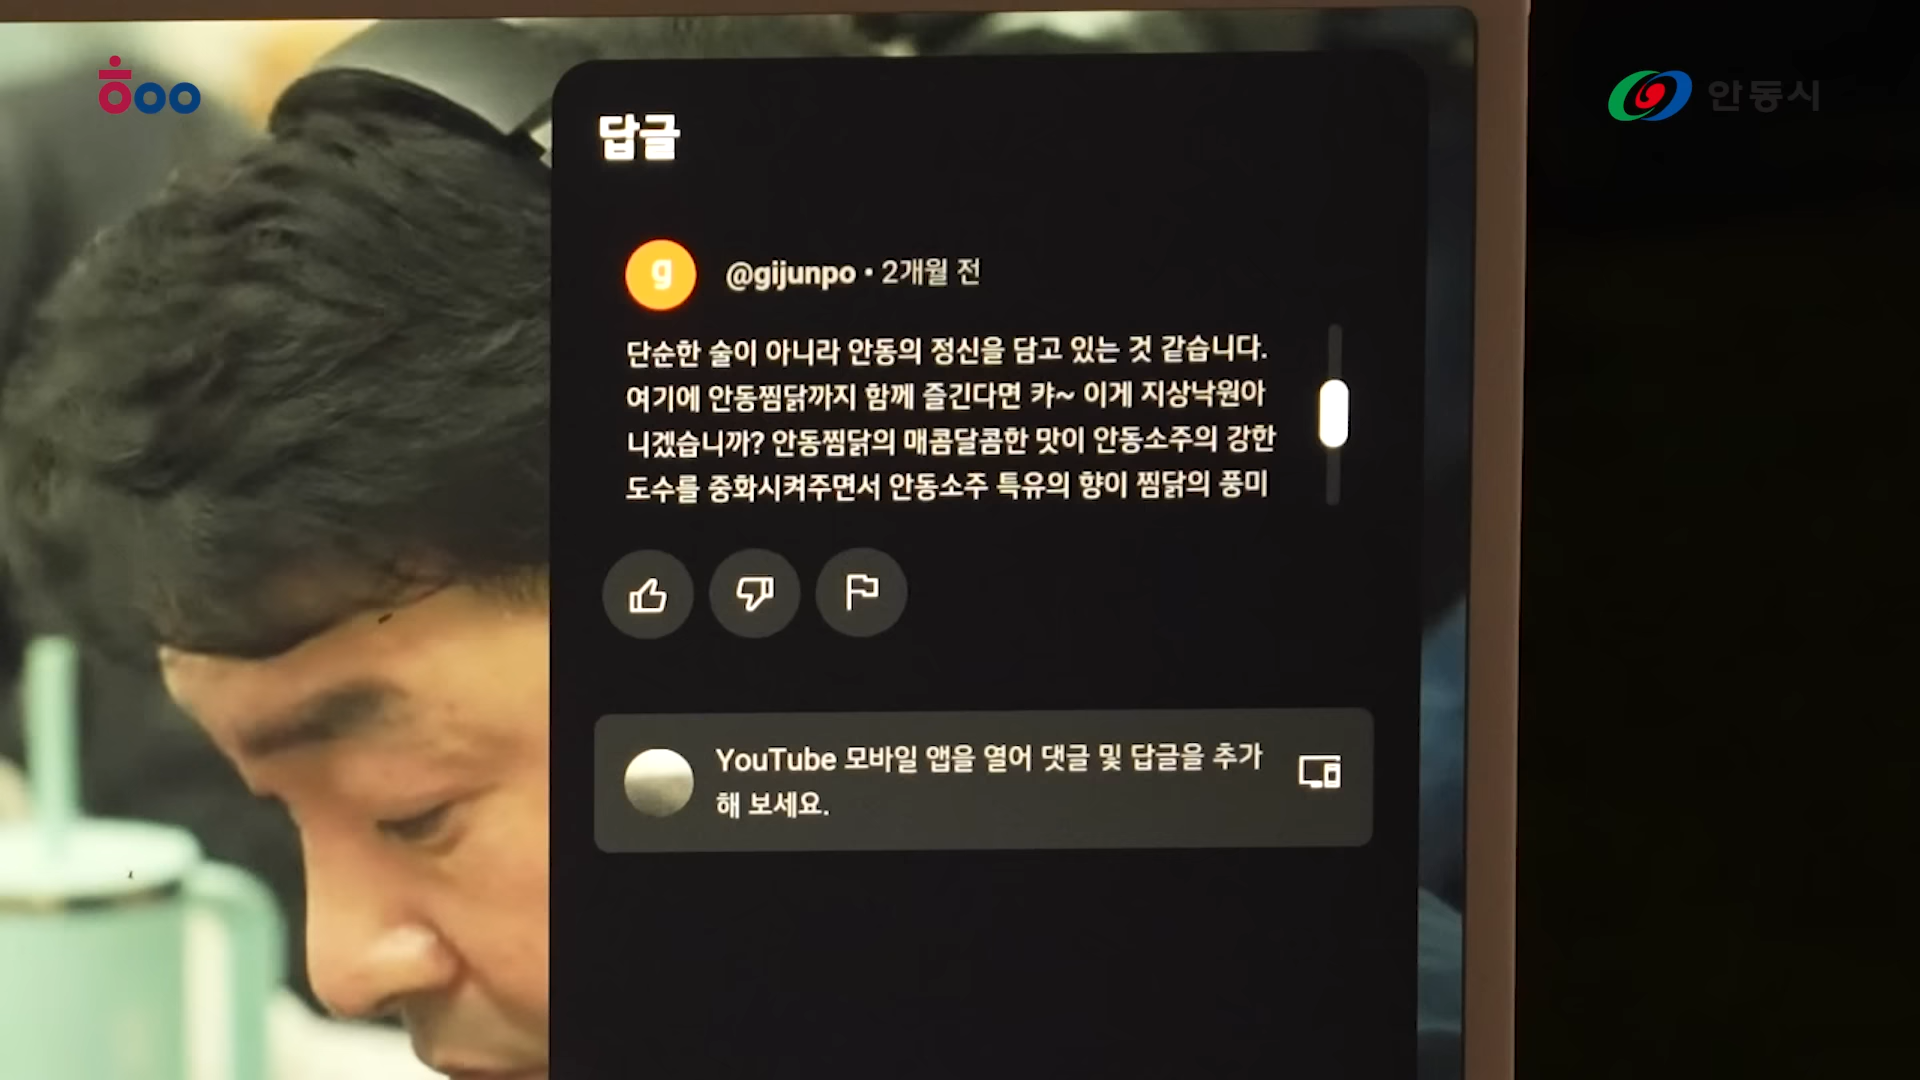 안동시
답글
g
@gijunpo • 2개월 전
단순한 술이 아니라 안동의 정신을 담고 있는 것 같습니다.
여기에 안동찜닭까지 함께 즐긴다면 캬~ 이게 지상낙원아
니겠습니까? 안동찜닭의 매콤달콤한 맛이 안동소주의 강한
도수를 중화시켜주면서 안동소주 특유의 향이 찜닭의 풍미
YouTube 모바일 앱을 열어 댓글 및 답글을 추가
해 보세요.